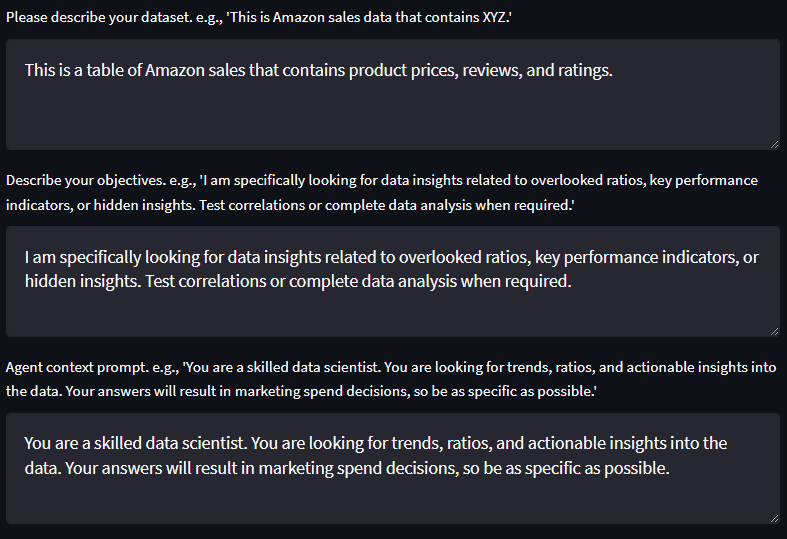 Please describe your dataset. e.g., 'This is Amazon sales data that contains XYZ.'
This is a table of Amazon sales that contains product prices, reviews, and ratings.
Describe your objectives. e.g., 'I am specifically looking for data insights related to overlooked ratios, key performance
indicators, or hidden insights. Test correlations or complete data analysis when required.'
I am specifically looking for data insights related to overlooked ratios, key performance indicators, or
hidden insights. Test correlations or complete data analysis when required.
Agent context prompt. e.g., 'You are a skilled data scientist. You are looking for trends, ratios, and actionable insights into
the data. Your answers will result in marketing spend decisions, so be as specific as possible.'
You are a skilled data scientist. You are looking for trends, ratios, and actionable insights into the
data. Your answers will result in marketing spend decisions, so be as specific as possible.